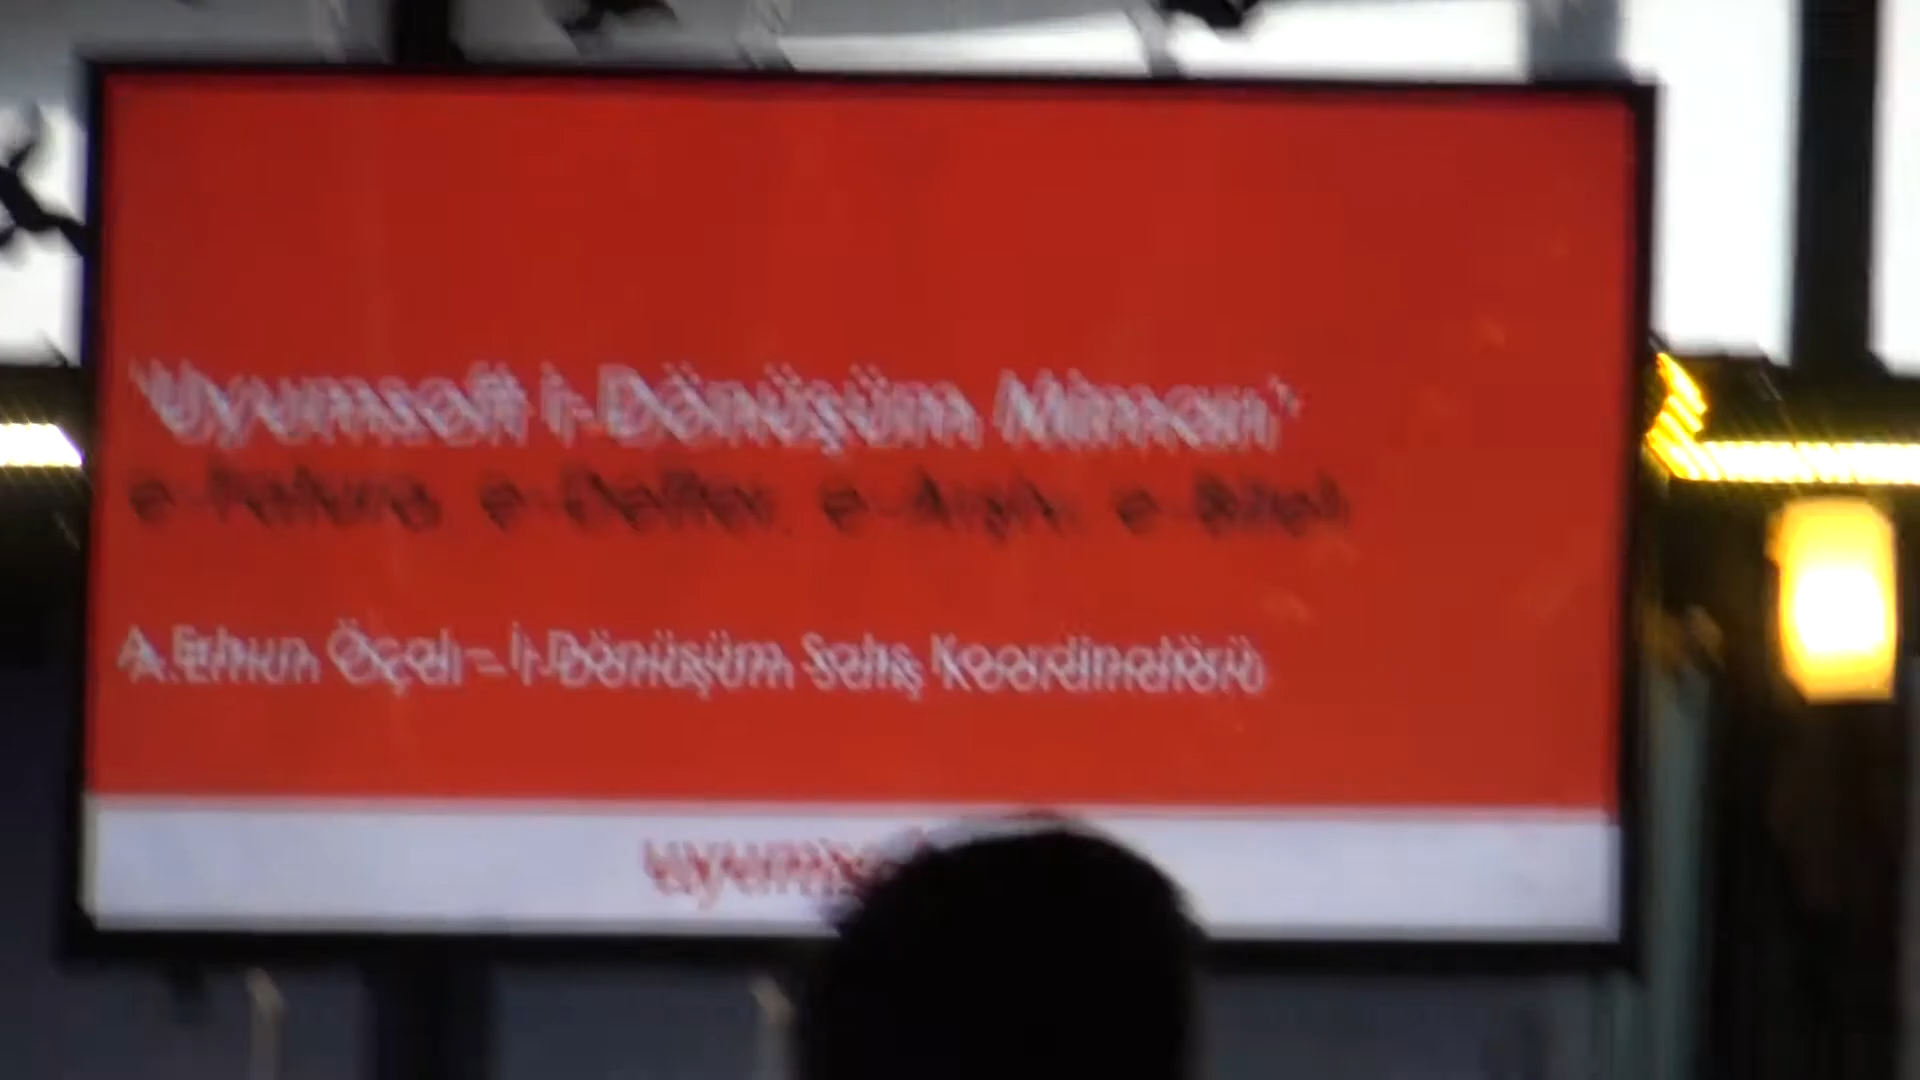 'Uyumsoft İ-Dönüşüm Mimarı'
e-Fatura, e-Defter, e-Arşiv, e-Bilet
A.Erhun Öçal – İ-Dönüşüm Satış Koordinatörü